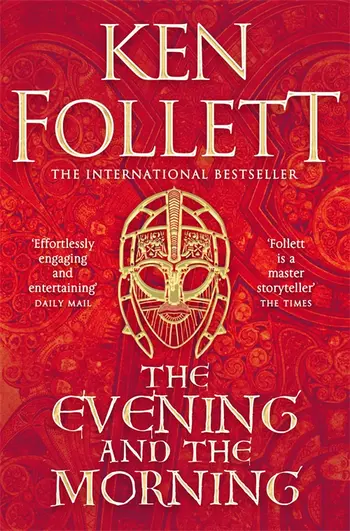 KEN
FOLLETT
THE INTERNATIONAL BESTSELLER
'Effortlessly
engaging
and
entertaining'
DAILY MAIL
'Follett
is a
master
storyteller'
THE TIMES
THE
EVENING
AND THE
MORNING